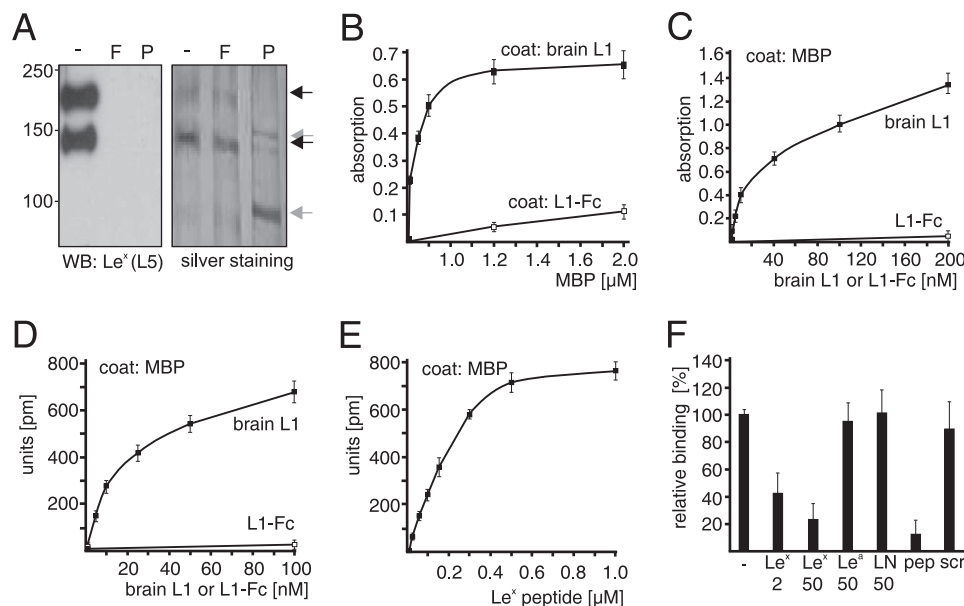 A
- F P - F P
250
150
100
WB: Leˣ (L5) silver staining
B
coat: brain L1
0.7
0.6
0.5
0.4
0.3
0.2
0.1
absorption
coat: L1-Fc
1.0 1.2 1.4 1.6 1.8 2.0
MBP [µM]
C
coat: MBP
1.6
1.4
1.2
1.0
0.8
0.6
0.4
0.2
absorption
brain L1
L1-Fc
40 80 120 160 200
brain L1 or L1-Fc [nM]
D
coat: MBP
800
600
400
200
units [pm]
brain L1
L1-Fc
20 40 60 80 100
brain L1 or L1-Fc [nM]
E
coat: MBP
800
600
400
200
units [pm]
0.2 0.4 0.6 0.8 1.0
Leˣ peptide [µM]
F
140
120
100
80
60
40
20
relative binding [%]
- Leˣ Leˣ Leᵃ LN pep scr
2 50 50 50